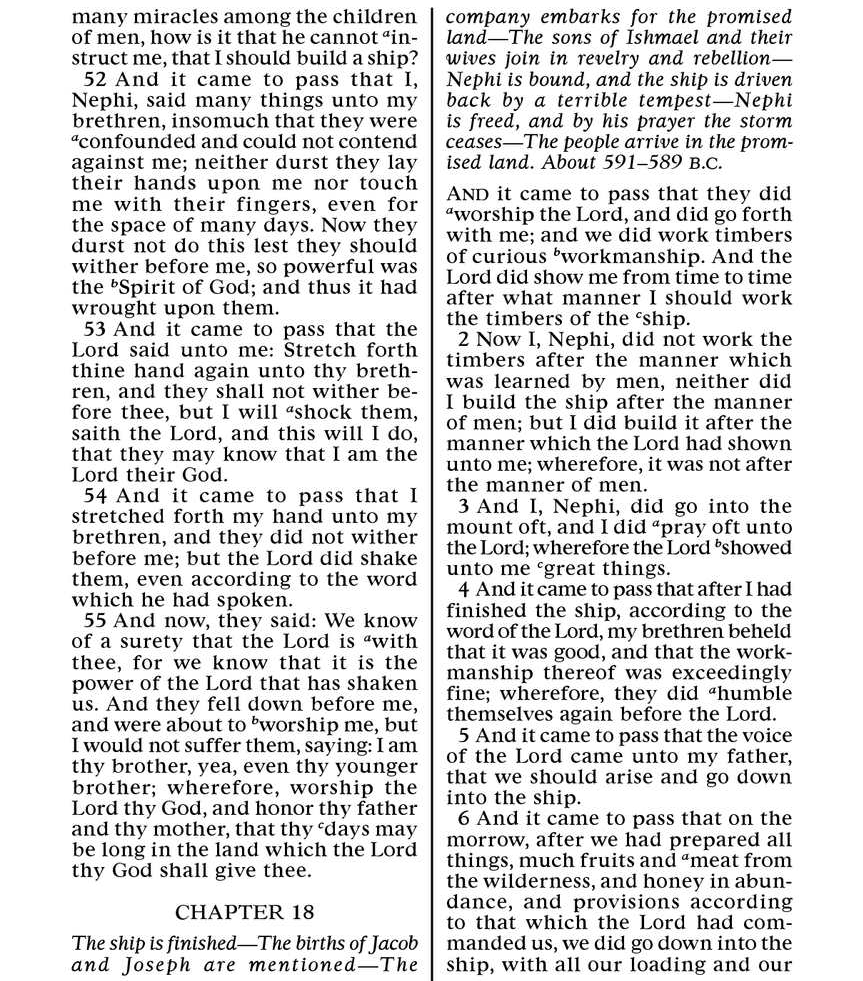 many miracles among the children
of men, how is it that he cannot ᵃin-
struct me, that I should build a ship?
52 And it came to pass that I,
Nephi, said many things unto my
brethren, insomuch that they were
ᵃconfounded and could not contend
against me; neither durst they lay
their hands upon me nor touch
me with their fingers, even for
the space of many days. Now they
durst not do this lest they should
wither before me, so powerful was
the ᵇSpirit of God; and thus it had
wrought upon them.
53 And it came to pass that the
Lord said unto me: Stretch forth
thine hand again unto thy breth-
ren, and they shall not wither be-
fore thee, but I will ᵃshock them,
saith the Lord, and this will I do,
that they may know that I am the
Lord their God.
54 And it came to pass that I
stretched forth my hand unto my
brethren, and they did not wither
before me; but the Lord did shake
them, even according to the word
which he had spoken.
55 And now, they said: We know
of a surety that the Lord is ᵃwith
thee, for we know that it is the
power of the Lord that has shaken
us. And they fell down before me,
and were about to ᵇworship me, but
I would not suffer them, saying: I am
thy brother, yea, even thy younger
brother; wherefore, worship the
Lord thy God, and honor thy father
and thy mother, that thy ᶜdays may
be long in the land which the Lord
thy God shall give thee.
CHAPTER 18
The ship is finished—The births of Jacob
and Joseph are mentioned—The
company embarks for the promised
land—The sons of Ishmael and their
wives join in revelry and rebellion—
Nephi is bound, and the ship is driven
back by a terrible tempest—Nephi
is freed, and by his prayer the storm
ceases—The people arrive in the prom-
ised land. About 591–589 B.C.
AND it came to pass that they did
ᵃworship the Lord, and did go forth
with me; and we did work timbers
of curious ᵇworkmanship. And the
Lord did show me from time to time
after what manner I should work
the timbers of the ᶜship.
2 Now I, Nephi, did not work the
timbers after the manner which
was learned by men, neither did
I build the ship after the manner
of men; but I did build it after the
manner which the Lord had shown
unto me; wherefore, it was not after
the manner of men.
3 And I, Nephi, did go into the
mount oft, and I did ᵃpray oft unto
the Lord; wherefore the Lord ᵇshowed
unto me ᶜgreat things.
4 And it came to pass that after I had
finished the ship, according to the
word of the Lord, my brethren beheld
that it was good, and that the work-
manship thereof was exceedingly
fine; wherefore, they did ᵃhumble
themselves again before the Lord.
5 And it came to pass that the voice
of the Lord came unto my father,
that we should arise and go down
into the ship.
6 And it came to pass that on the
morrow, after we had prepared all
things, much fruits and ᵃmeat from
the wilderness, and honey in abun-
dance, and provisions according
to that which the Lord had com-
manded us, we did go down into the
ship, with all our loading and our